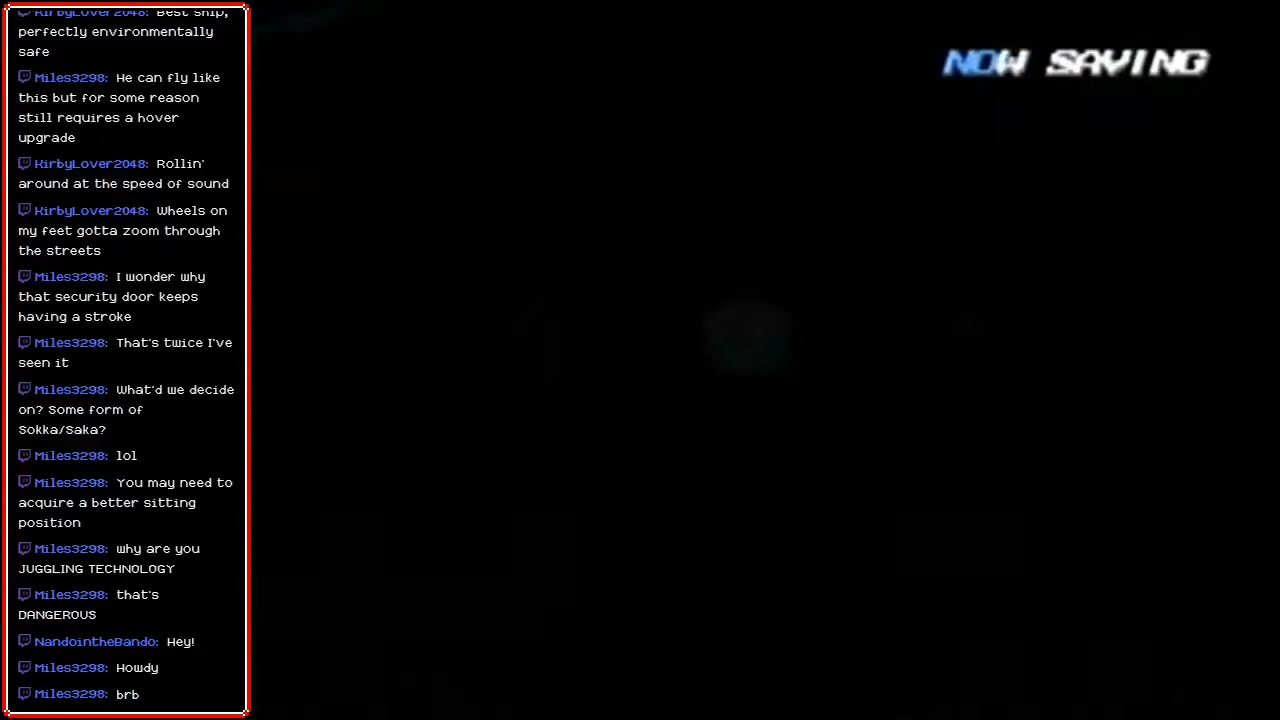 KirbyLover2048: Best ship,
perfectly environmentally
safe
Miles3298: He can fly like
this but for some reason
still requires a hover
upgrade
KirbyLover2048: Rollin'
around at the speed of sound
KirbyLover2048: Wheels on
my feet gotta zoom through
the streets
Miles3298: I wonder why
that security door keeps
having a stroke
Miles3298: That's twice I've
seen it
Miles3298: What'd we decide
on? Some form of
Sokka/Saka?
Miles3298: lol
Miles3298: You may need to
acquire a better sitting
position
Miles3298: why are you
JUGGLING TECHNOLOGY
Miles3298: that's
DANGEROUS
NandointheBando: Hey!
Miles3298: Howdy
Miles3298: brb
NOW SAVING